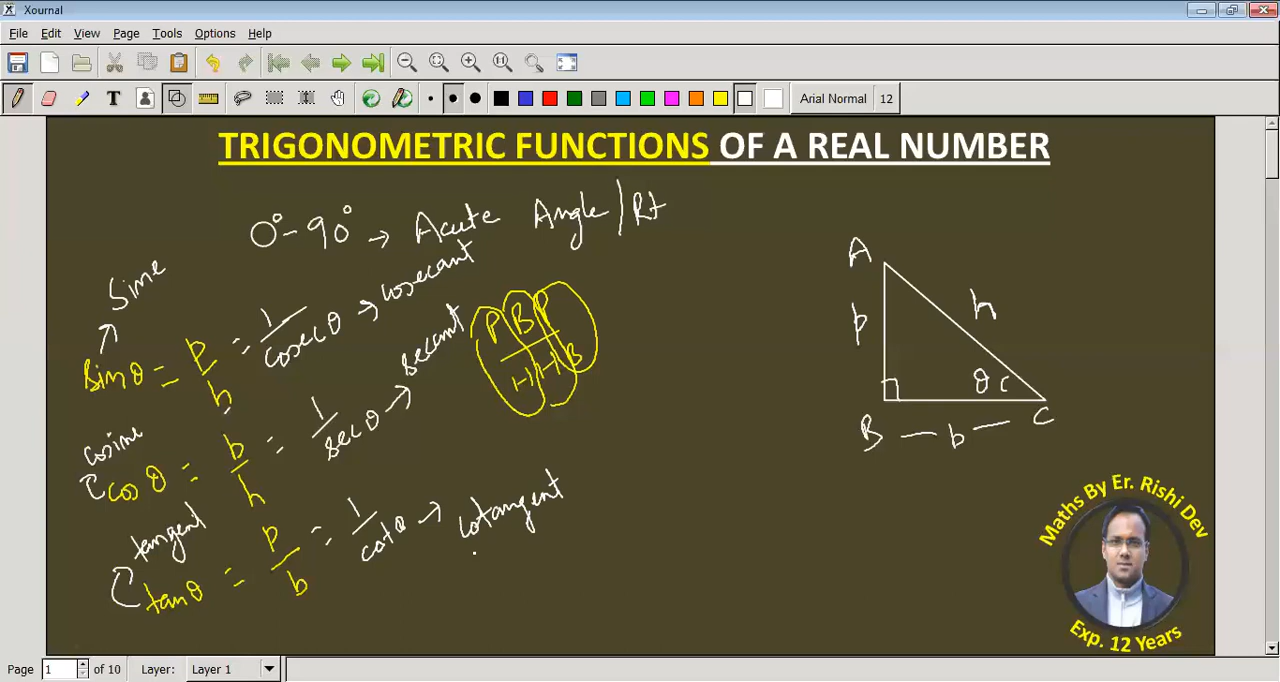 Xournal
File Edit View Page Tools Options Help
Arial Normal 12
TRIGONOMETRIC FUNCTIONS OF A REAL NUMBER
0° - 90° → Acute Angle / Rt
Sine
Sinθ = p/h = 1/cosecθ → cosecant
cosine
cosθ = b/h = 1/secθ → secant
tangent
tanθ = p/b = 1/cotθ → cotangent
P B P
H H B
A
p h
θ c
B — b — C
Maths By Er. Rishi Dev
Exp. 12 Years
Page 1 of 10 Layer: Layer 1